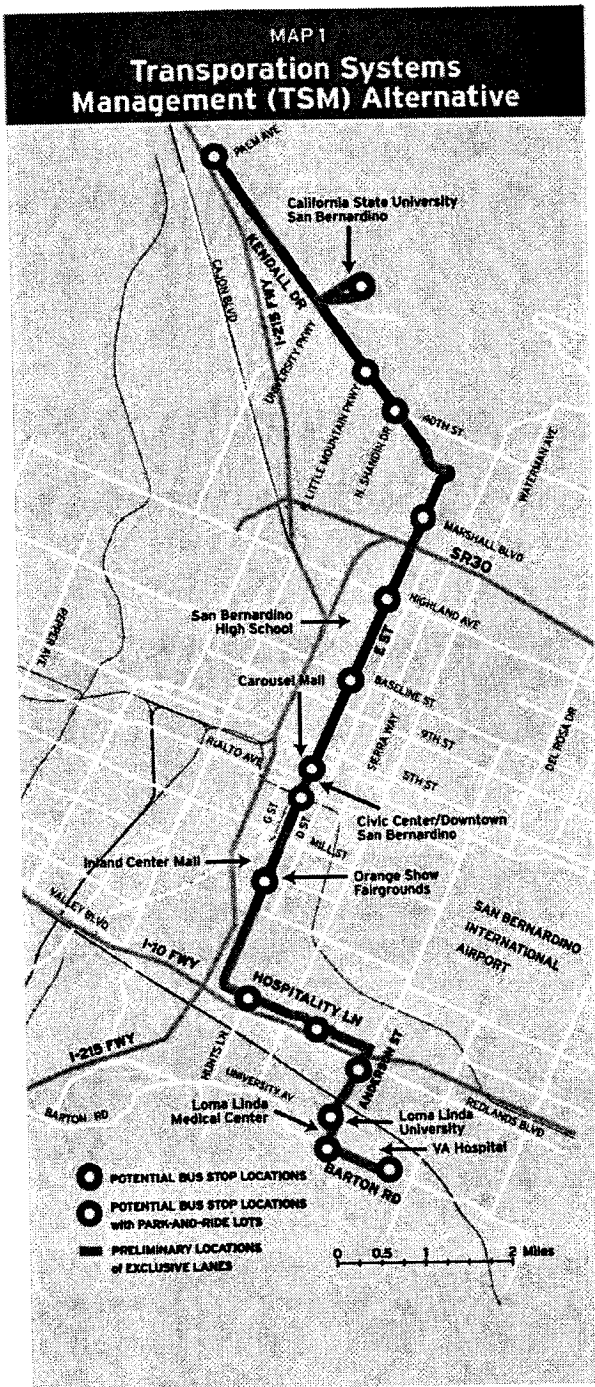 MAP 1
Transporation Systems
Management (TSM) Alternative
PALM AVE
California State University
San Bernardino
KENDALL DR
I-215 FWY
CAJON BLVD
UNIVERSITY PKWY
LITTLE MOUNTAIN PKWY
N. SHANDIN DR
40TH ST
WATERMAN AVE
MARSHALL BLVD
SR30
HIGHLAND AVE
San Bernardino
High School
E ST
PEPPER AVE
Carousel Mall
BASELINE ST
SIERRA WAY
9TH ST
5TH ST
DEL ROSA DR
RIALTO AVE
G ST
D ST
MILL ST
Civic Center/Downtown
San Bernardino
Inland Center Mall
Orange Show
Fairgrounds
VALLEY BLVD
I-10 FWY
SAN BERNARDINO
INTERNATIONAL
AIRPORT
HOSPITALITY LN
I-215 FWY
HUNTS LN
ANDERSON ST
UNIVERSITY AV
REDLANDS BLVD
BARTON RD
Loma Linda
Medical Center
Loma Linda
University
VA Hospital
BARTON RD
POTENTIAL BUS STOP LOCATIONS
POTENTIAL BUS STOP LOCATIONS
with PARK-AND-RIDE LOTS
PRELIMINARY LOCATIONS
of EXCLUSIVE LANES
0 0.5 1 2 Miles